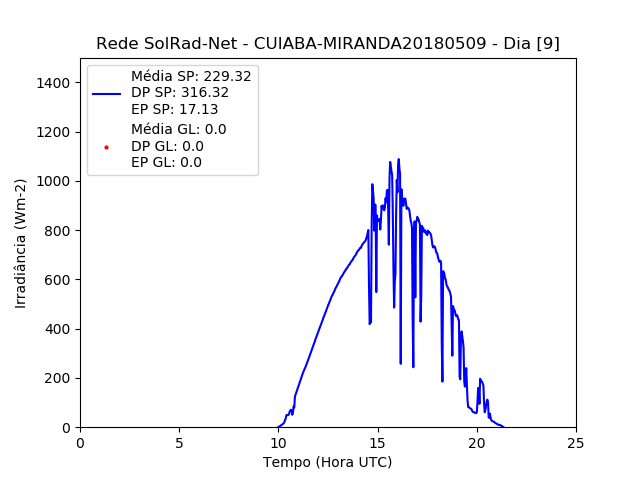 Rede SolRad-Net - CUIABA-MIRANDA20180509 - Dia [9]
Média SP: 229.32
DP SP: 316.32
EP SP: 17.13
Média GL: 0.0
DP GL: 0.0
EP GL: 0.0
Irradiância (Wm-2)
1400
1200
1000
800
600
400
200
0
0 5 10 15 20 25
Tempo (Hora UTC)